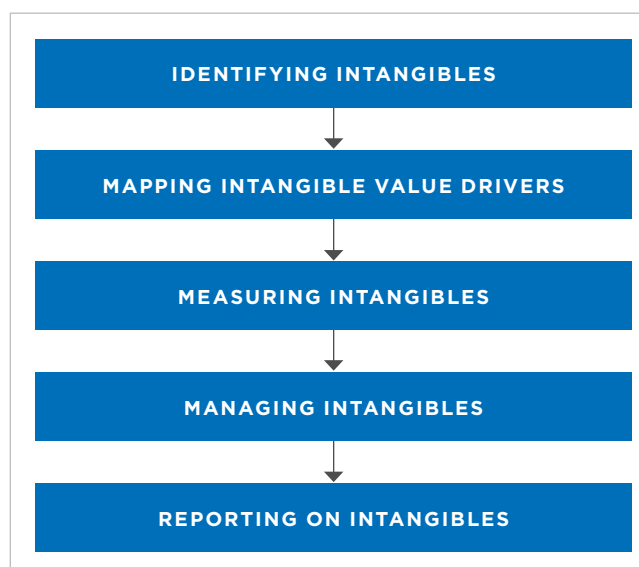 IDENTIFYING INTANGIBLES
MAPPING INTANGIBLE VALUE DRIVERS
MEASURING INTANGIBLES
MANAGING INTANGIBLES
REPORTING ON INTANGIBLES